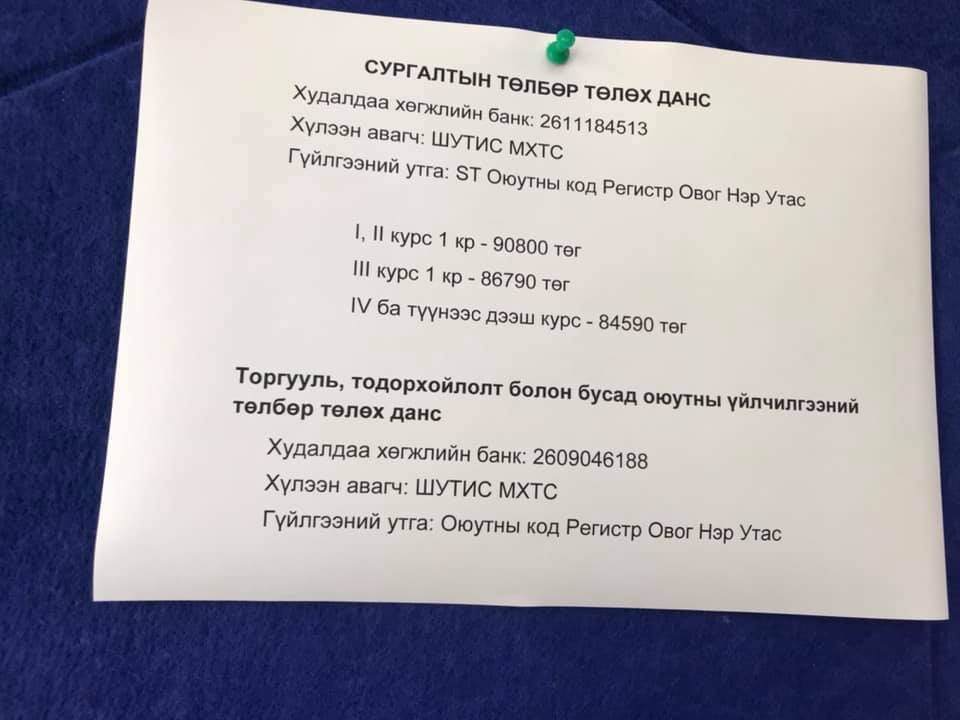 СУРГАЛТЫН ТӨЛБӨР ТӨЛӨХ ДАНС
Худалдаа хөгжлийн банк: 2611184513
Хүлээн авагч: ШУТИС МХТС
Гүйлгээний утга: ST Оюутны код Регистр Овог Нэр Утас
I, II курс 1 кр - 90800 төг
III курс 1 кр - 86790 төг
IV ба түүнээс дээш курс - 84590 төг
Торгууль, тодорхойлолт болон бусад оюутны үйлчилгээний
төлбөр төлөх данс
Худалдаа хөгжлийн банк: 2609046188
Хүлээн авагч: ШУТИС МХТС
Гүйлгээний утга: Оюутны код Регистр Овог Нэр Утас